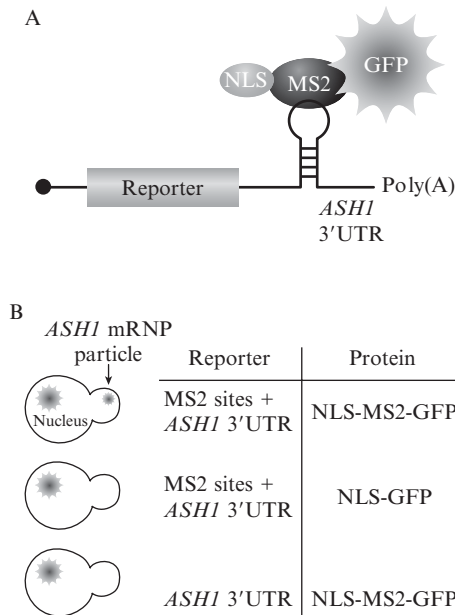 A
NLS
MS2
GFP
Reporter
Poly(A)
ASH1
3′UTR
B
ASH1 mRNP
particle
Reporter
Protein
Nucleus
MS2 sites +
ASH1 3′UTR
NLS-MS2-GFP
MS2 sites +
ASH1 3′UTR
NLS-GFP
ASH1 3′UTR
NLS-MS2-GFP